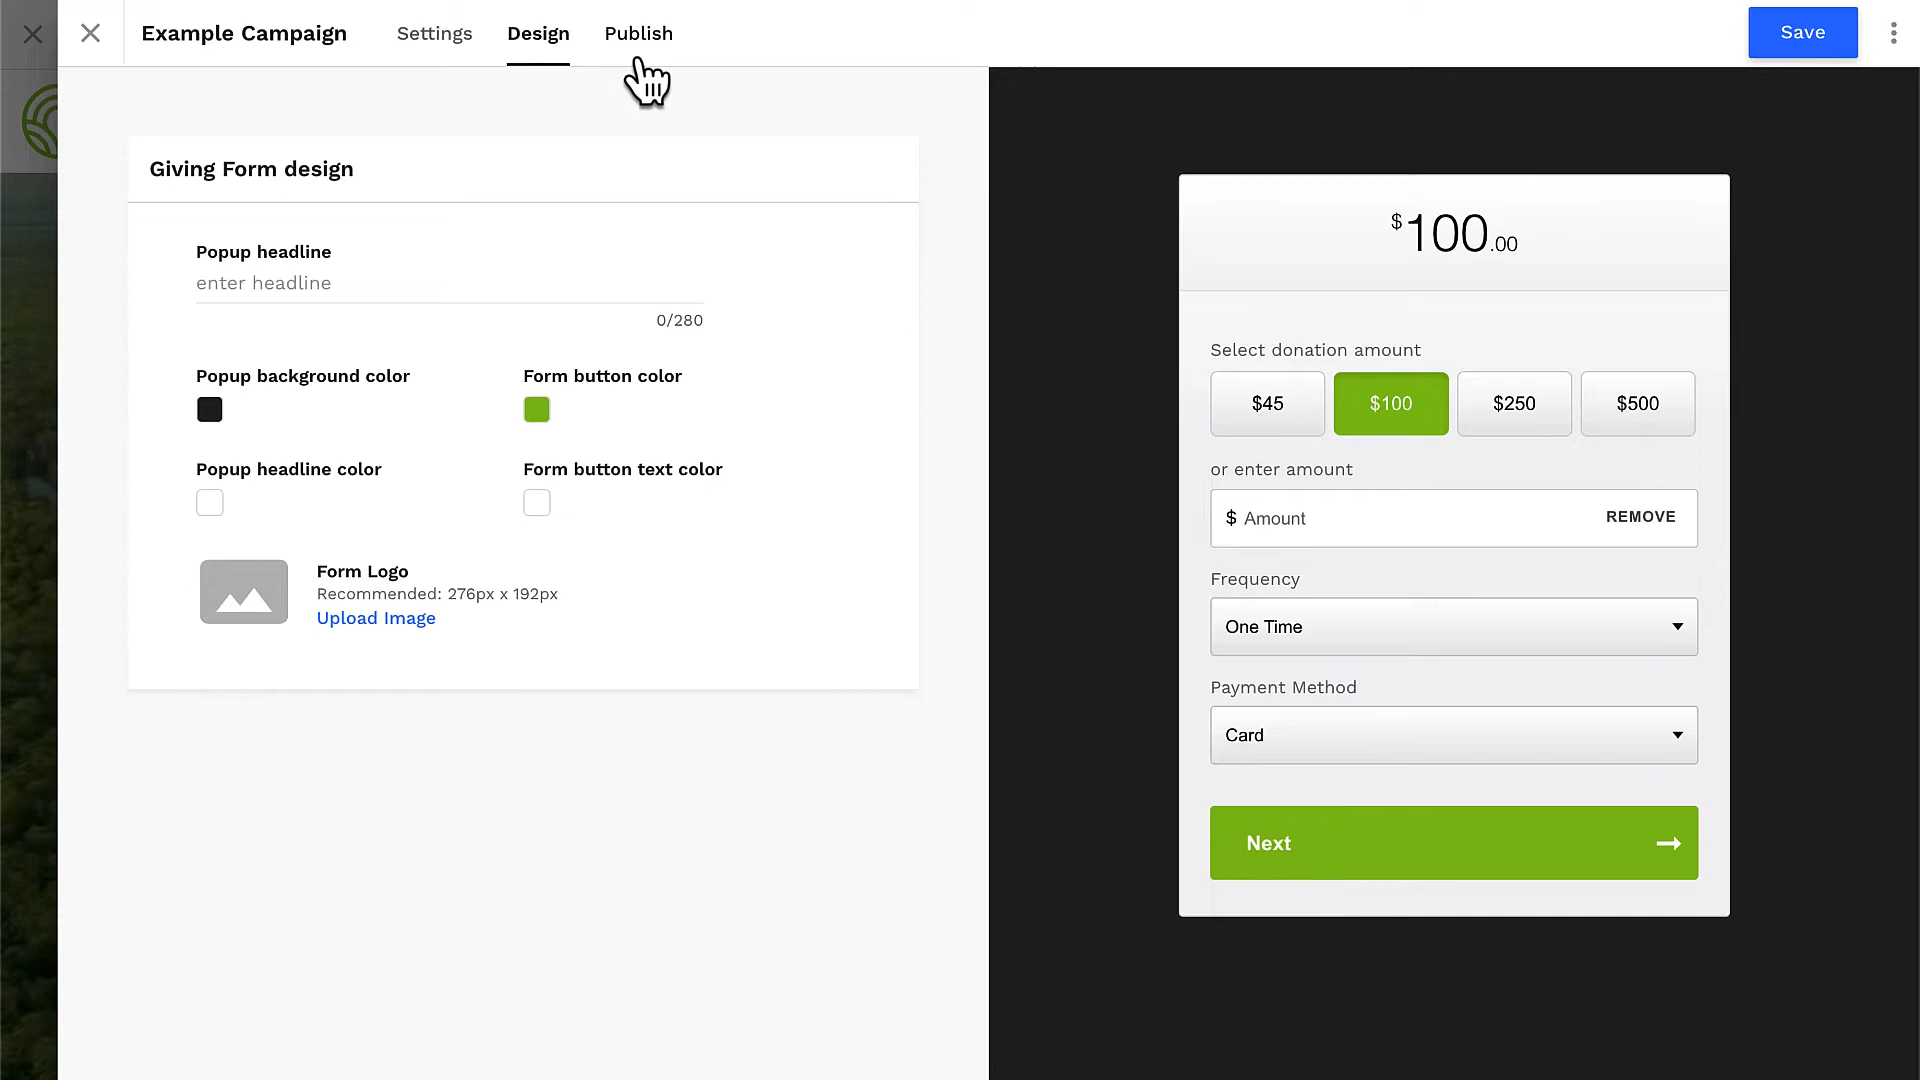 Example Campaign
Settings
Design
Publish
Save
Giving Form design
Popup headline
enter headline
0/280
Popup background color
Form button color
Popup headline color
Form button text color
Form Logo
Recommended: 276px x 192px
Upload Image
$100.00
Select donation amount
$45
$100
$250
$500
or enter amount
$ Amount
REMOVE
Frequency
One Time
Payment Method
Card
Next